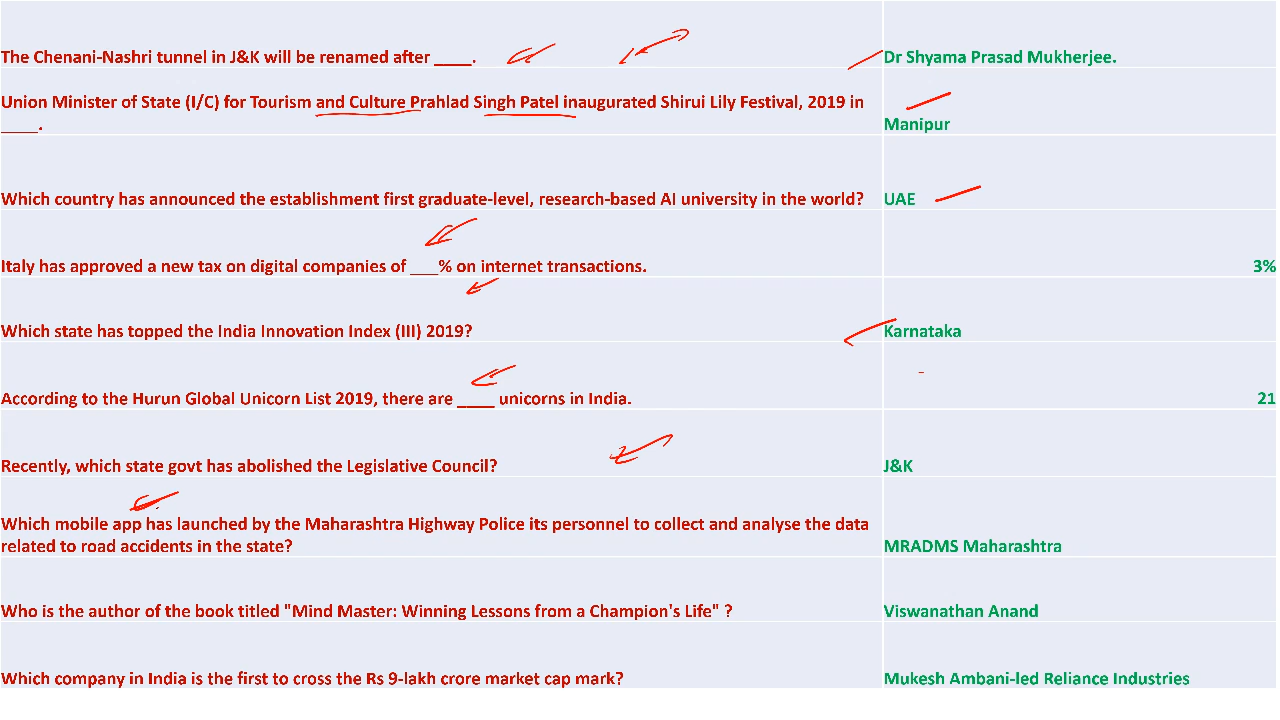 The Chenani-Nashri tunnel in J&K will be renamed after ____. Dr Shyama Prasad Mukherjee.
Union Minister of State (I/C) for Tourism and Culture Prahlad Singh Patel inaugurated Shirui Lily Festival, 2019 in
____. Manipur
Which country has announced the establishment first graduate-level, research-based AI university in the world? UAE
Italy has approved a new tax on digital companies of ___% on internet transactions. 3%
Which state has topped the India Innovation Index (III) 2019? Karnataka
According to the Hurun Global Unicorn List 2019, there are ____ unicorns in India. 21
Recently, which state govt has abolished the Legislative Council? J&K
Which mobile app has launched by the Maharashtra Highway Police its personnel to collect and analyse the data
related to road accidents in the state? MRADMS Maharashtra
Who is the author of the book titled "Mind Master: Winning Lessons from a Champion's Life" ? Viswanathan Anand
Which company in India is the first to cross the Rs 9-lakh crore market cap mark? Mukesh Ambani-led Reliance Industries